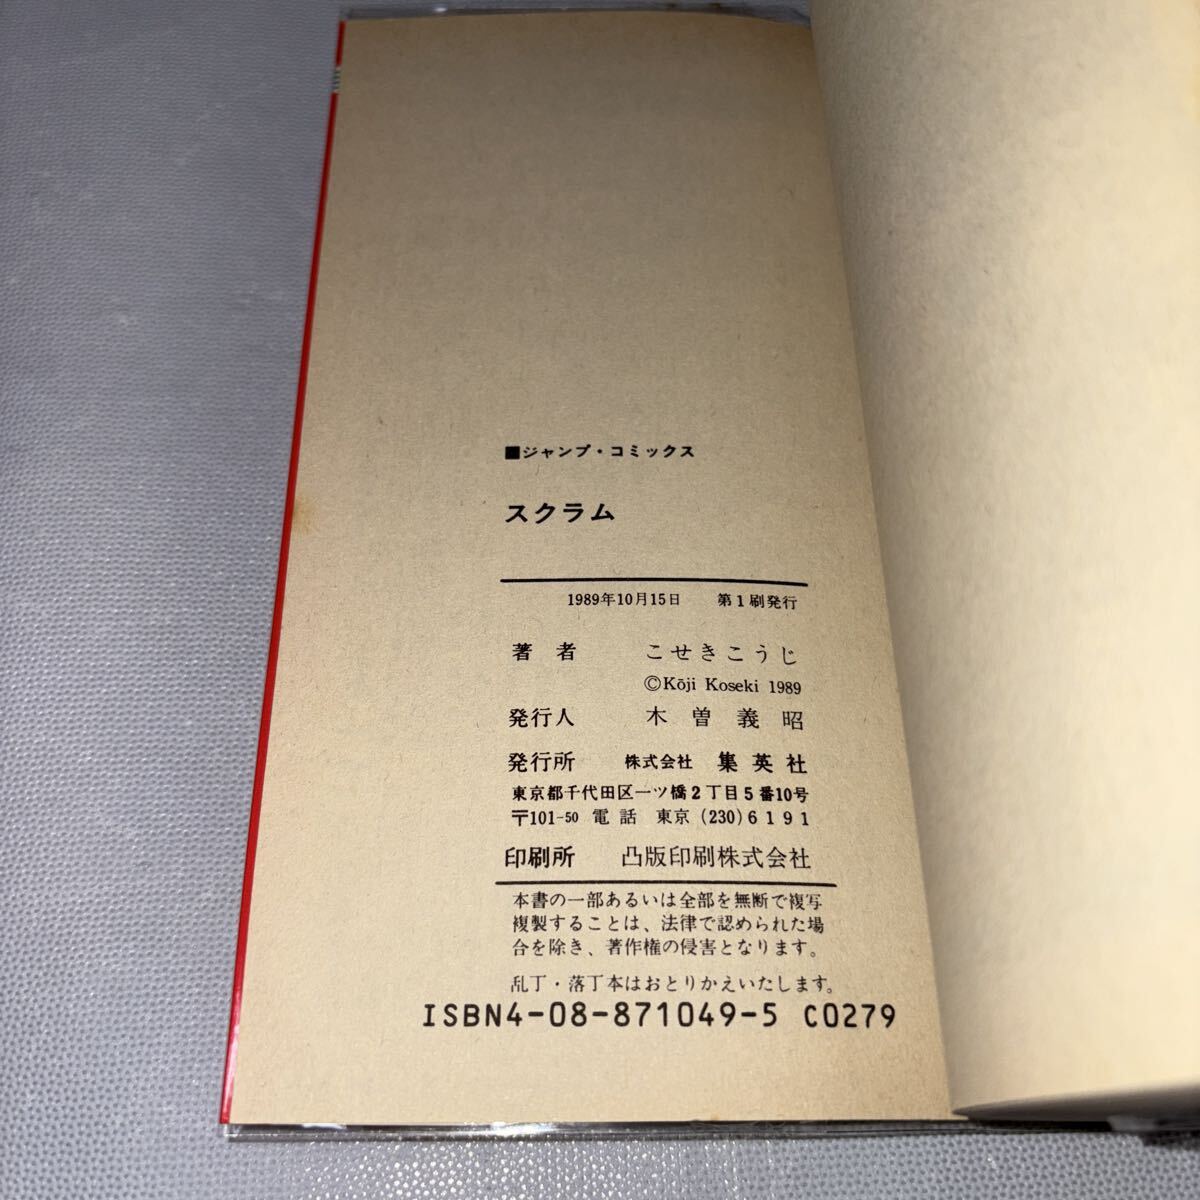 ■ジャンプ・コミックス
スクラム
1989年10月15日 第1刷発行
著者 こせきこうじ
©Kōji Koseki 1989
発行人 木曽義昭
発行所 株式会社 集英社
東京都千代田区一ツ橋2丁目5番10号
〒101-50 電話 東京 (230) 6191
印刷所 凸版印刷株式会社
本書の一部あるいは全部を無断で複写
複製することは、法律で認められた場
合を除き、著作権の侵害となります。
乱丁・落丁本はおとりかえいたします。
ISBN4-08-871049-5 C0279